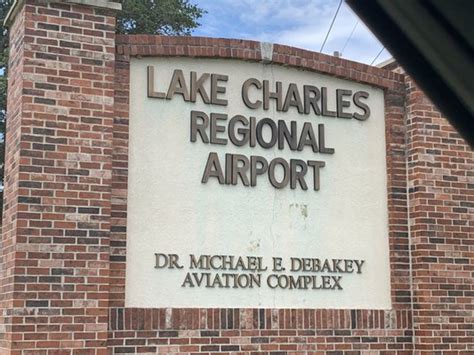 LAKE CHARLES
REGIONAL
AIRPORT
DR. MICHAEL E. DEBAKEY
AVIATION COMPLEX